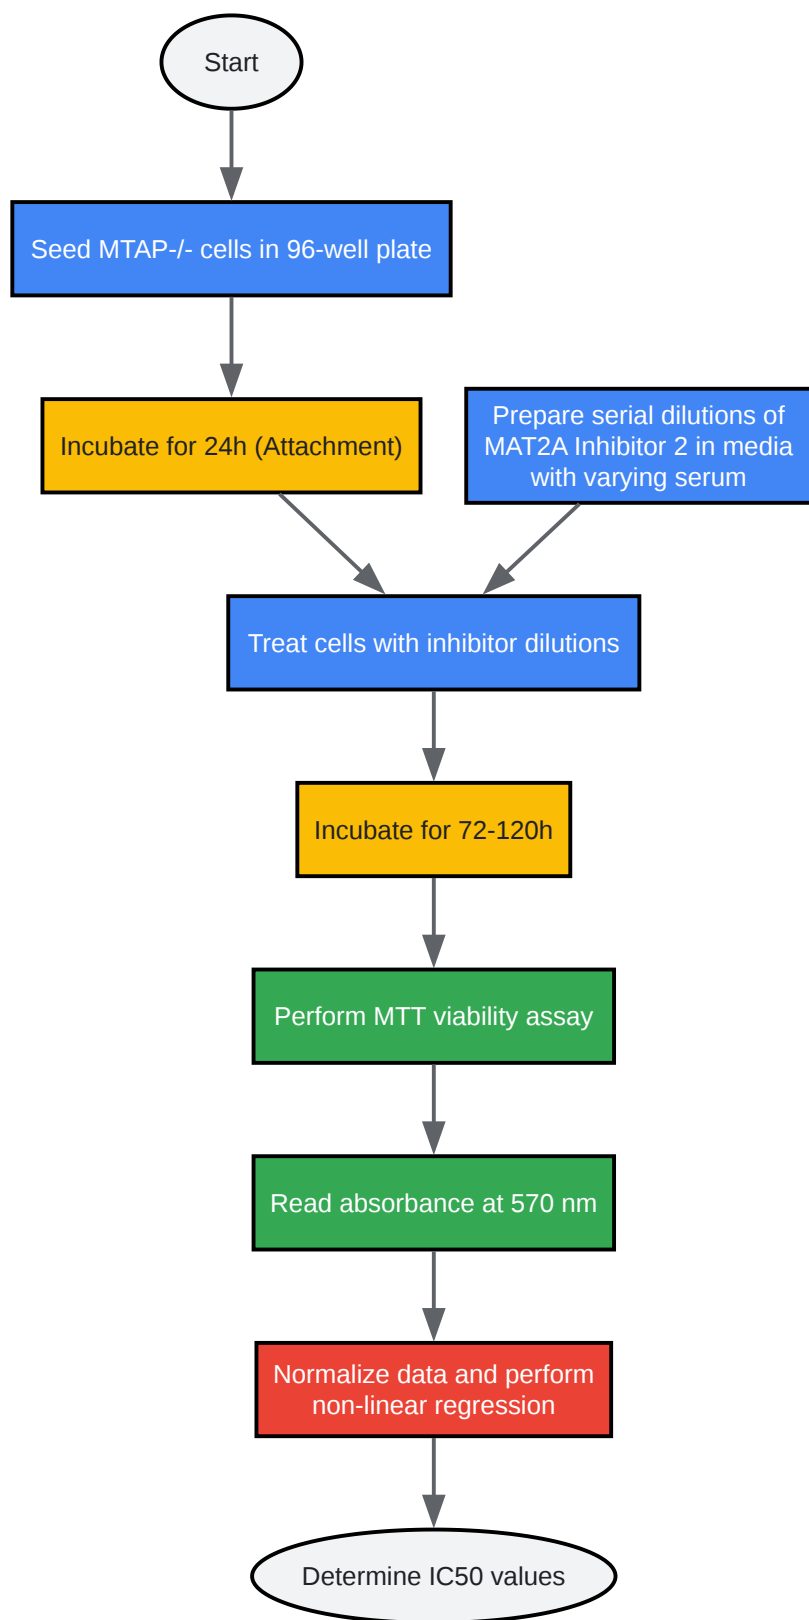 Start
Seed MTAP-/- cells in 96-well plate
Incubate for 24h (Attachment)
Prepare serial dilutions of
MAT2A Inhibitor 2 in media
with varying serum
Treat cells with inhibitor dilutions
Incubate for 72-120h
Perform MTT viability assay
Read absorbance at 570 nm
Normalize data and perform
non-linear regression
Determine IC50 values